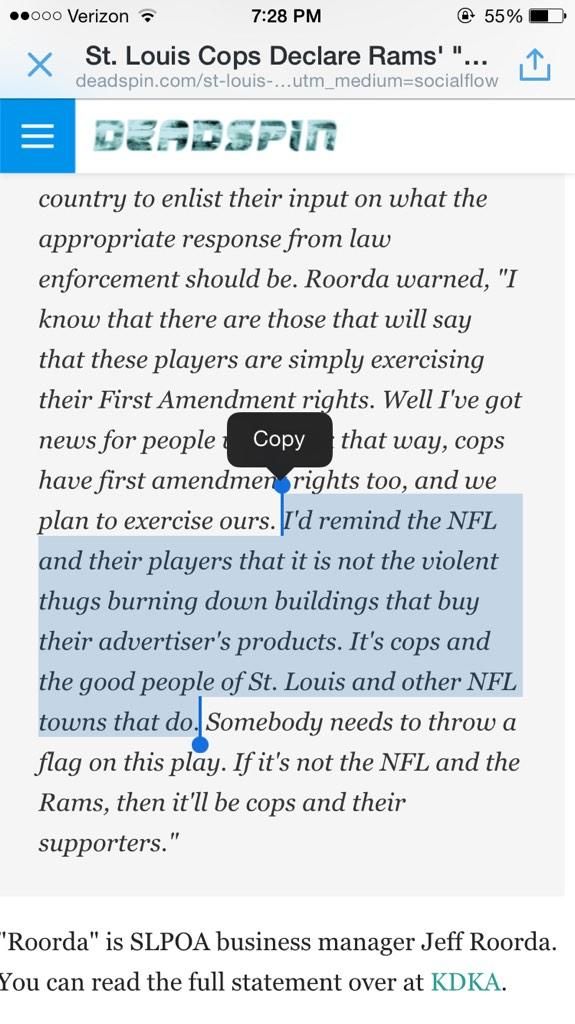 Verizon 7:28 PM 55%
St. Louis Cops Declare Rams' "...
deadspin.com/st-louis-...utm_medium=socialflow
DEADSPIN
country to enlist their input on what the
appropriate response from law
enforcement should be. Roorda warned, "I
know that there are those that will say
that these players are simply exercising
their First Amendment rights. Well I've got
news for people that way, cops
Copy
have first amendment rights too, and we
plan to exercise ours. I'd remind the NFL
and their players that it is not the violent
thugs burning down buildings that buy
their advertiser's products. It's cops and
the good people of St. Louis and other NFL
towns that do. Somebody needs to throw a
flag on this play. If it's not the NFL and the
Rams, then it'll be cops and their
supporters."
"Roorda" is SLPOA business manager Jeff Roorda.
You can read the full statement over at KDKA.